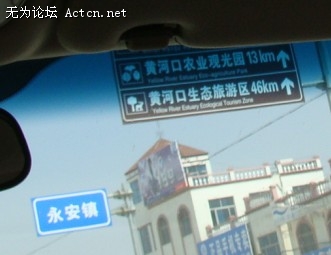 无为论坛 Actcn.net
黄河口农业观光园 13km
Yellow River Estuary Eco-agriculture Park
黄河口生态旅游区 46km
Yellow River Estuary Ecological Tourism Zone
永安镇